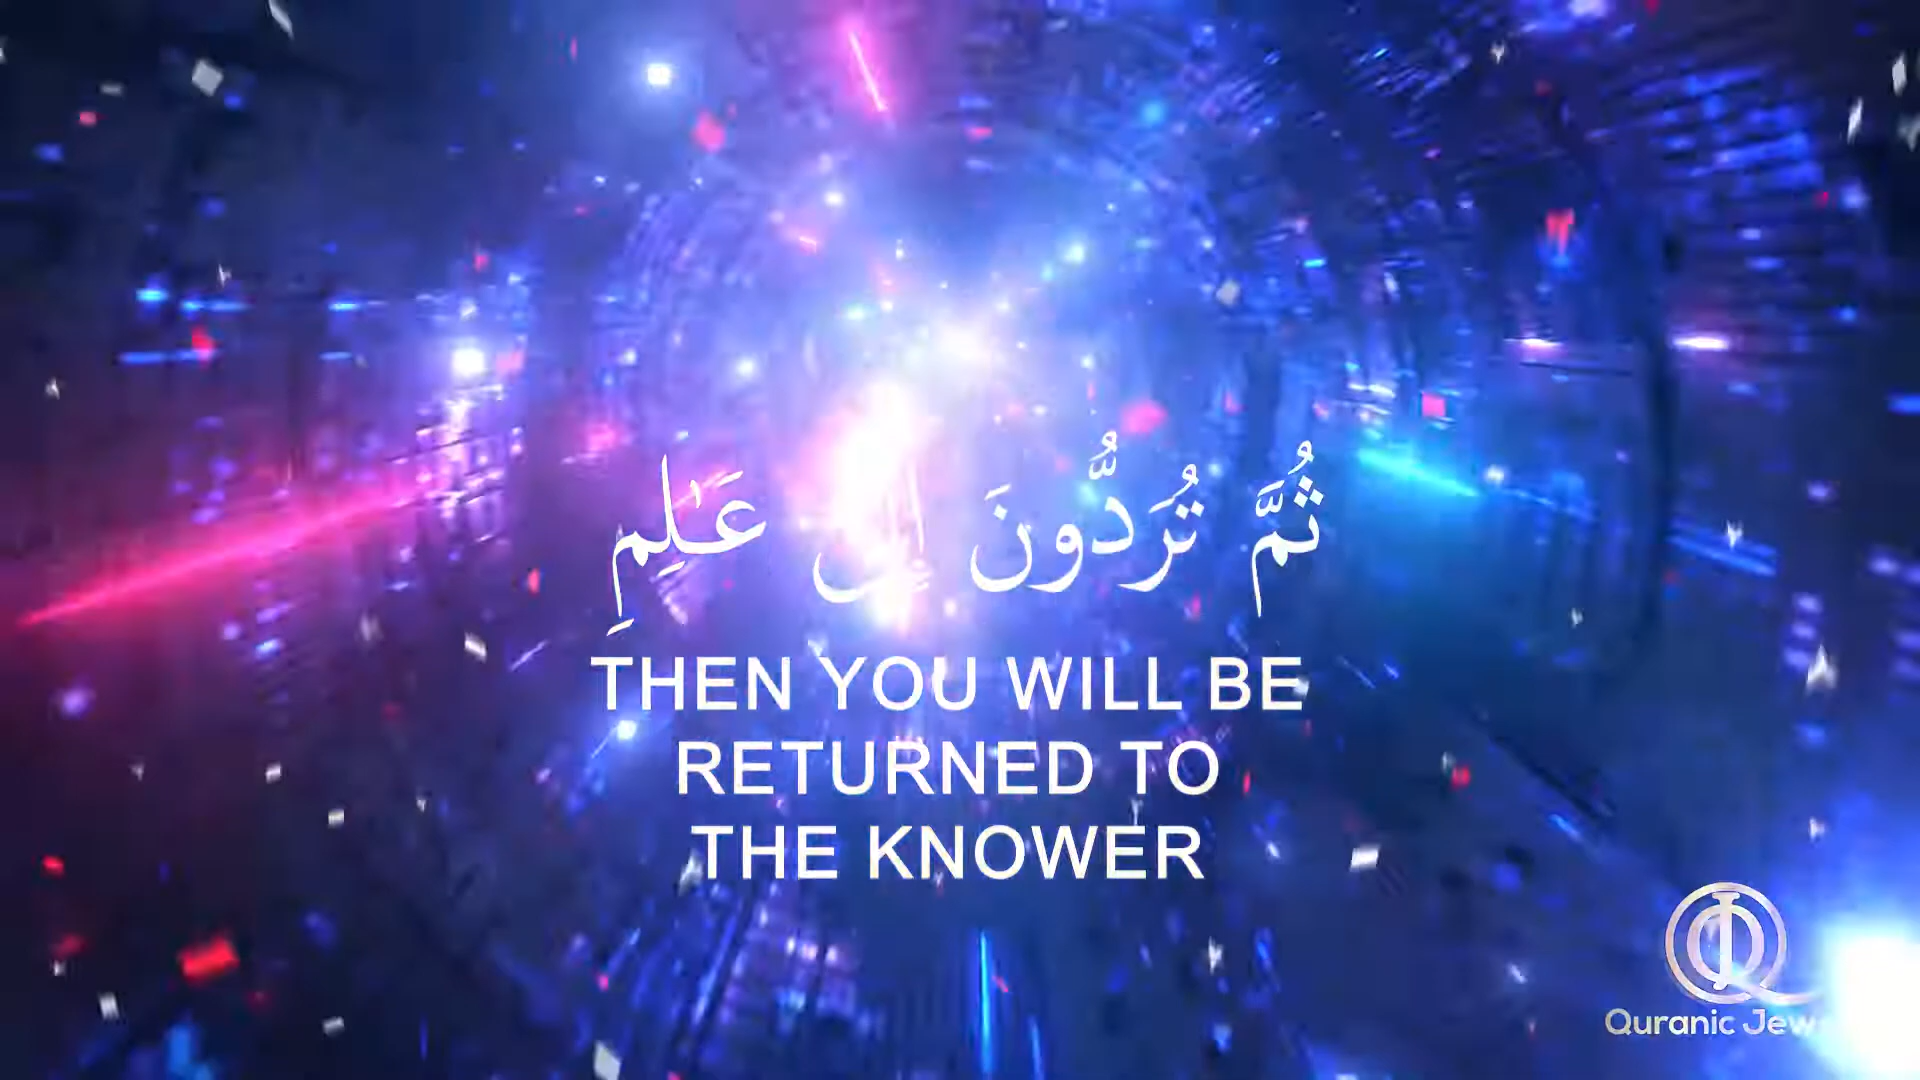 ثُمَّ تُرَدُّونَ إِلَى عَـٰلِمِ
THEN YOU WILL BE
RETURNED TO
THE KNOWER
Quranic